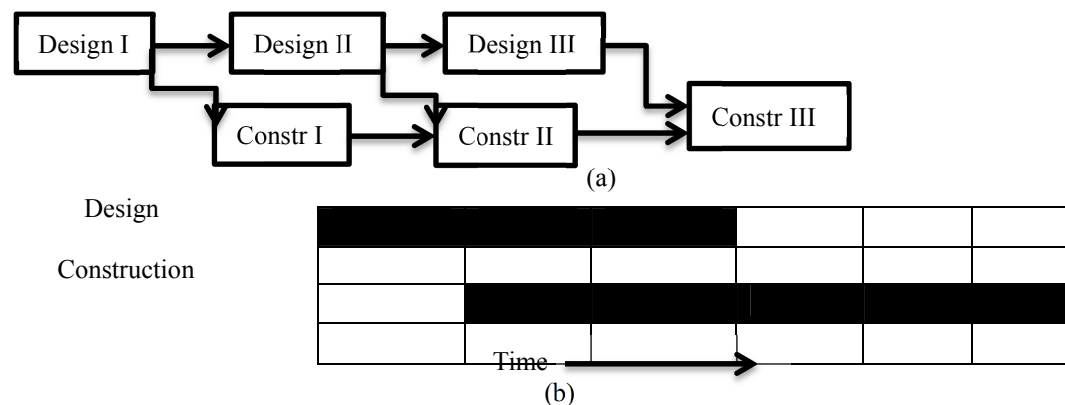 Design I
Design II
Design III
Constr I
Constr II
Constr III
(a)
Design
Construction
Time
(b)